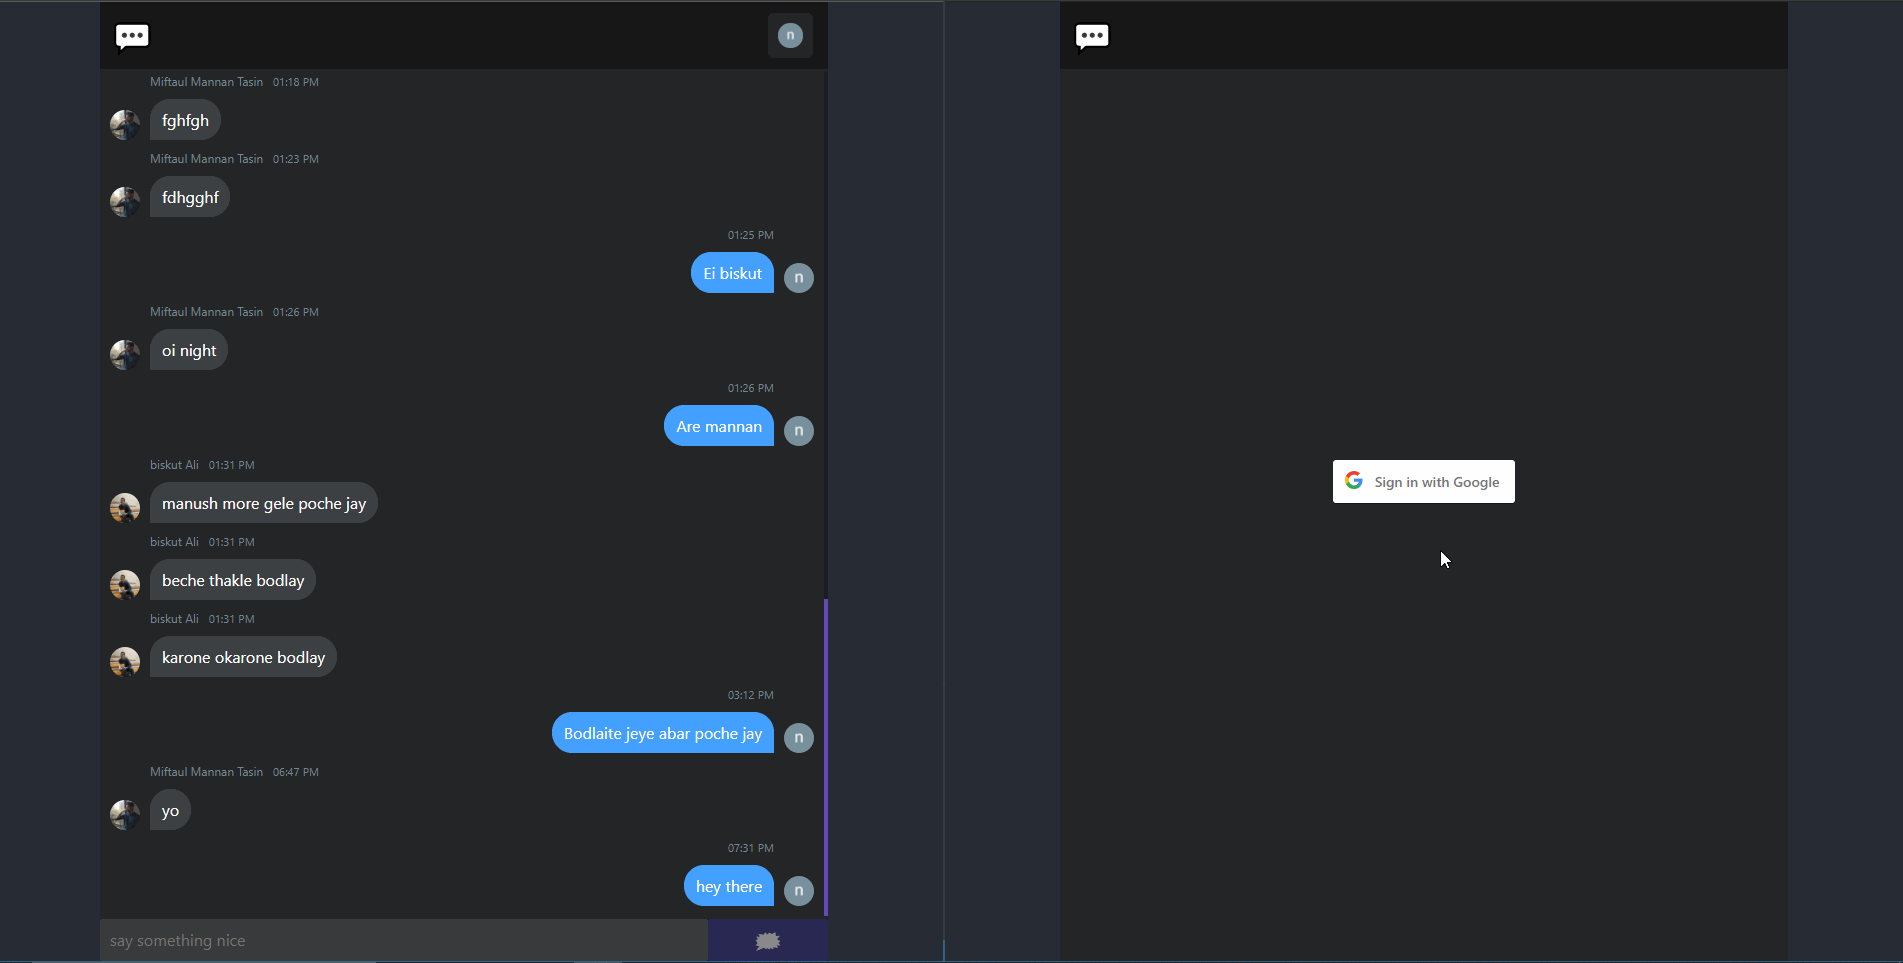 n
Miftaul Mannan Tasin 01:18 PM
fghfgh
Miftaul Mannan Tasin 01:23 PM
fdhgghf
01:25 PM
Ei biskut
n
Miftaul Mannan Tasin 01:26 PM
oi night
01:26 PM
Are mannan
n
biskut Ali 01:31 PM
manush more gele poche jay
biskut Ali 01:31 PM
beche thakle bodlay
biskut Ali 01:31 PM
karone okarone bodlay
03:12 PM
Bodlaite jeye abar poche jay
n
Miftaul Mannan Tasin 06:47 PM
yo
07:31 PM
hey there
n
say something nice
Sign in with Google